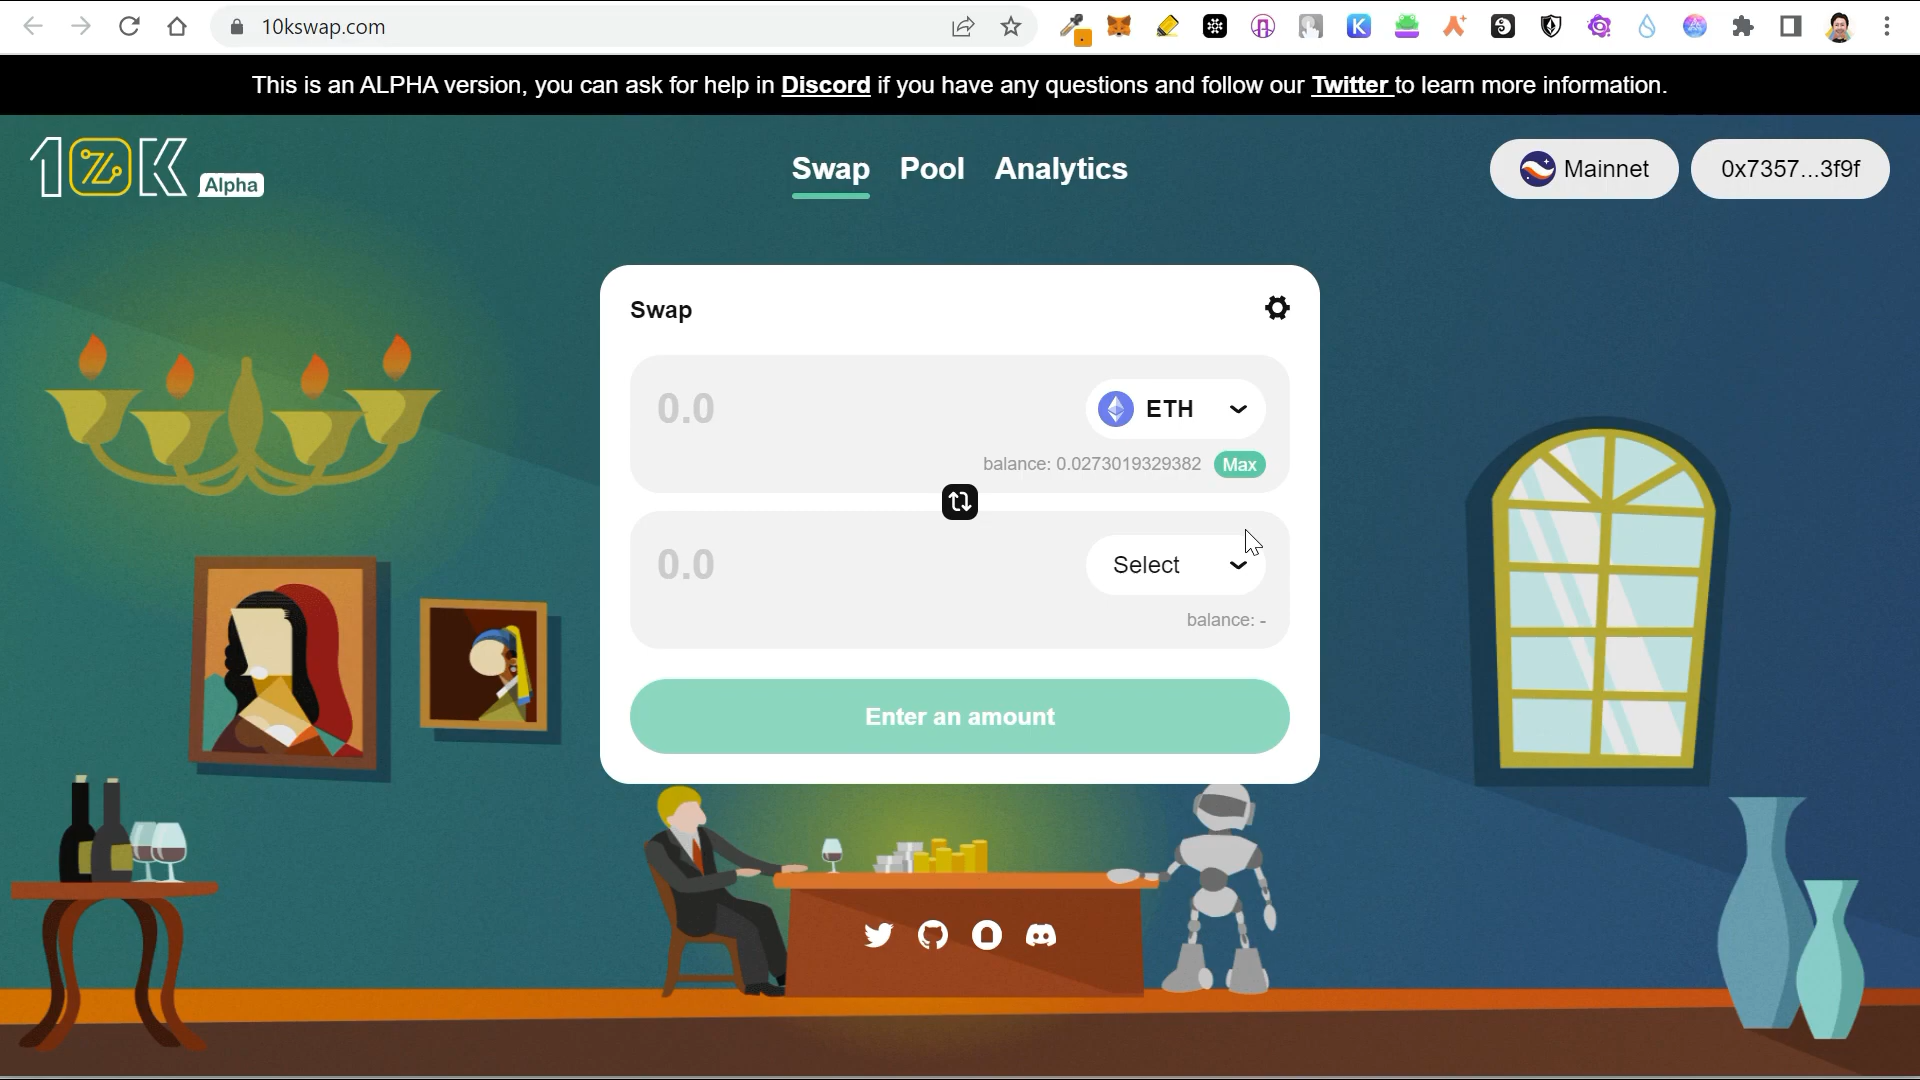 10kswap.com
This is an ALPHA version, you can ask for help in Discord if you have any questions and follow our Twitter to learn more information.
10K Alpha
Swap Pool Analytics
Mainnet 0x7357...3f9f
Swap
0.0 ETH
balance: 0.0273019329382 Max
0.0 Select
balance: -
Enter an amount